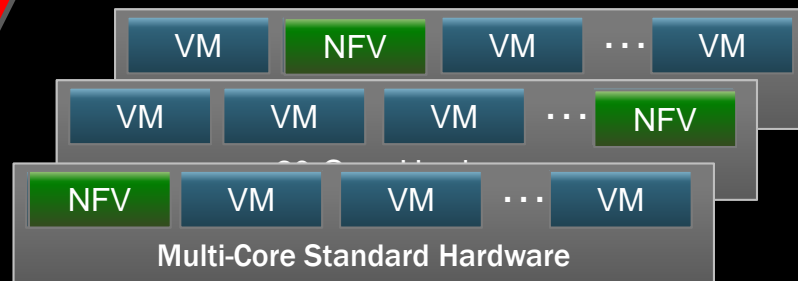 VM NFV VM ... VM
VM VM VM ... NFV
NFV VM VM ... VM
Multi-Core Standard Hardware